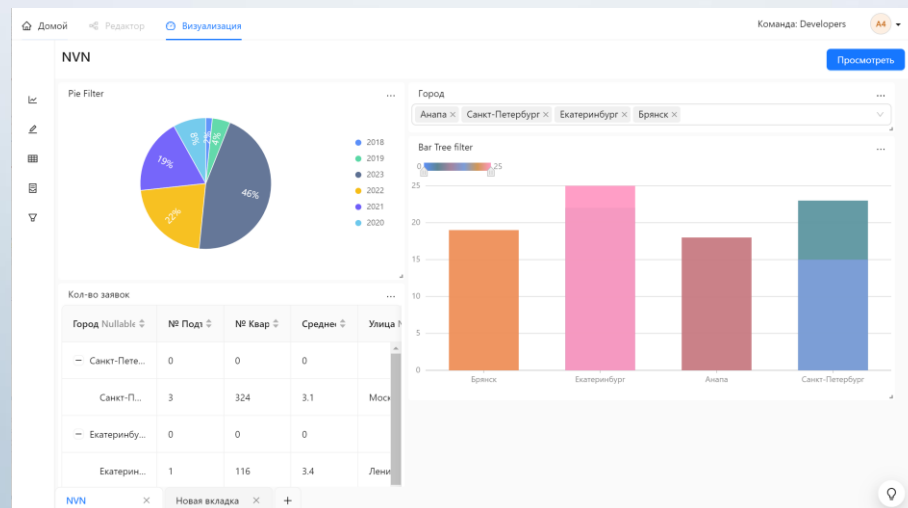 Домой Редактор Визуализация Команда: Developers A4
NVN Просмотреть
Pie Filter ...
2%
4%
46%
22%
19%
8%
2018
2019
2023
2022
2021
2020
Город ...
Анапа × Санкт-Петербург × Екатеринбург × Брянск ×
Bar Tree filter ...
0 25
25
20
15
10
5
0
Брянск Екатеринбург Анапа Санкт-Петербург
Кол-во заявок ...
Город Nullable № Подъ № Квар Среднее Улица N
− Санкт-Пете... 0 0 0
Санкт-П... 3 324 3.1 Моск
− Екатеринбу... 0 0 0
Екатерин... 1 116 3.4 Лени
NVN × Новая вкладка × +